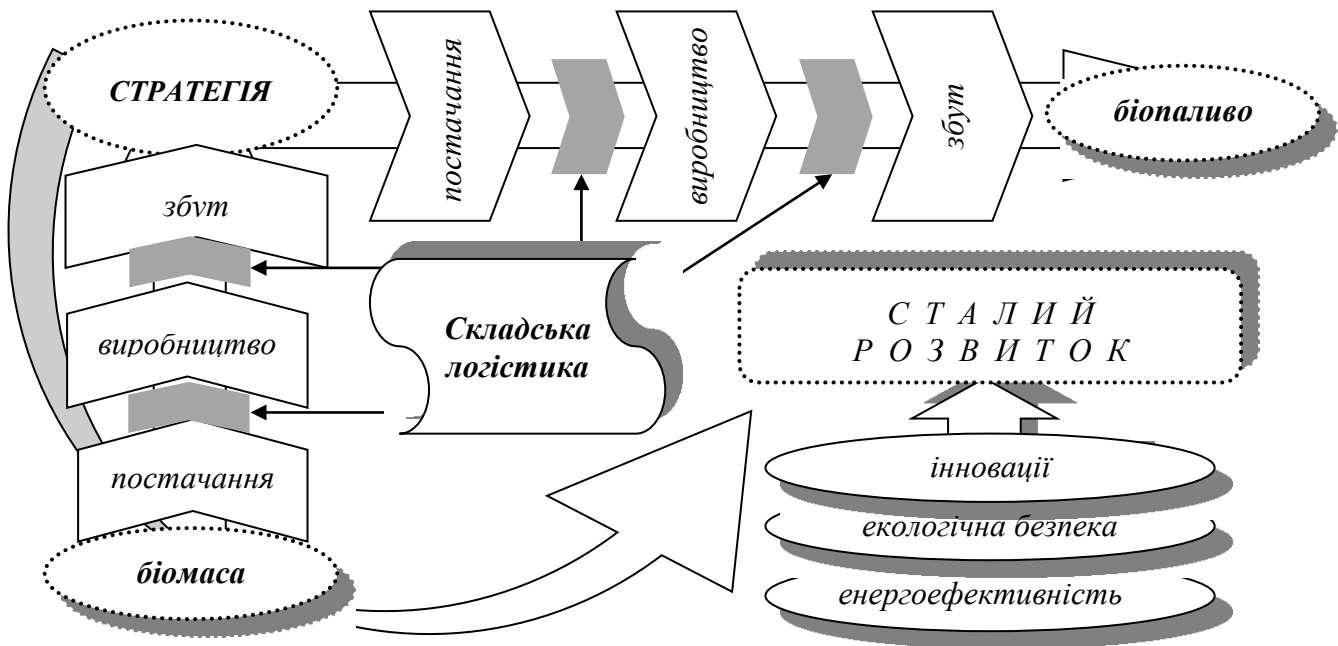 СТРАТЕГІЯ
постачання
виробництво
збут
біопаливо
збут
виробництво
постачання
біомаса
Складська
логістика
С Т А Л И Й
Р О З В И Т О К
інновації
екологічна безпека
енергоефективність